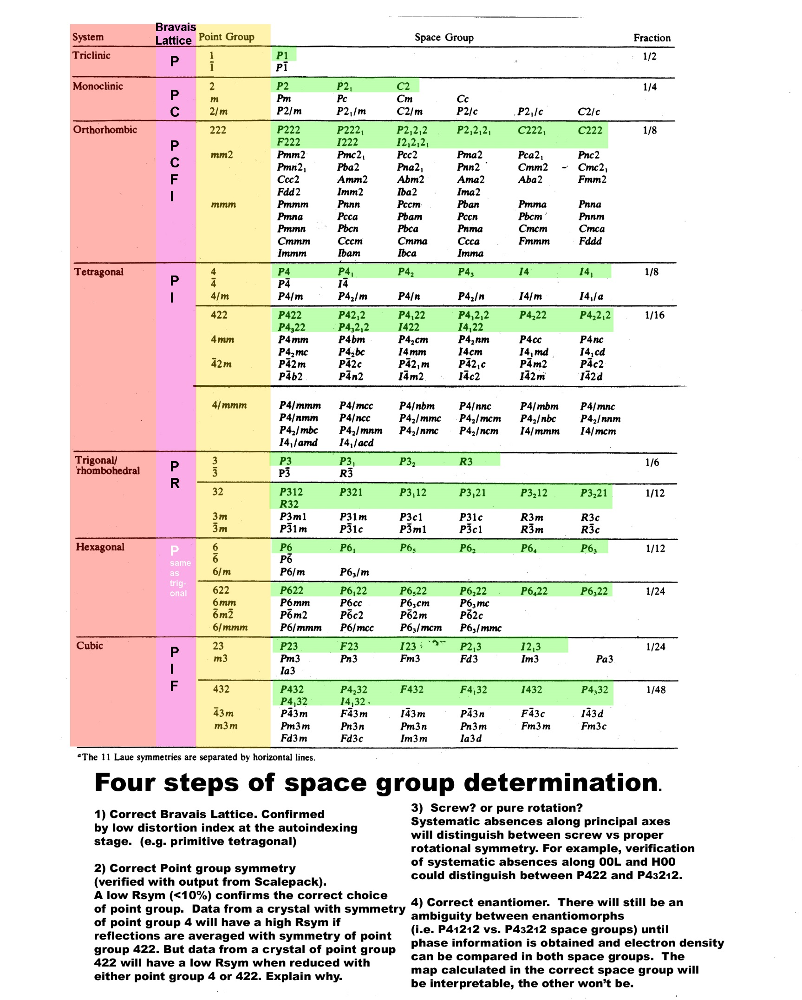 System Bravais Lattice Point Group Space Group Fraction
Triclinic P 1 P1 1/2
1̄ P1̄
Monoclinic P C 2 P2 P2₁ C2 1/4
m Pm Pc Cm Cc
2/m P2/m P2₁/m C2/m P2/c P2₁/c C2/c
Orthorhombic P C F I 222 P222 P222₁ P2₁2₁2 P2₁2₁2₁ C222₁ C222 1/8
F222 I222 I2₁2₁2₁
mm2 Pmm2 Pmc2₁ Pcc2 Pma2 Pca2₁ Pnc2
Pmn2₁ Pba2 Pna2₁ Pnn2 Cmm2 Cmc2₁
Ccc2 Amm2 Abm2 Ama2 Aba2 Fmm2
Fdd2 Imm2 Iba2 Ima2
mmm Pmmm Pnnn Pccm Pban Pmma Pnna
Pmna Pcca Pbam Pccn Pbcm Pnnm
Pmmn Pbcn Pbca Pnma Cmcm Cmca
Cmmm Cccm Cmma Ccca Fmmm Fddd
Immm Ibam Ibca Imma
Tetragonal P I 4 P4 P4₁ P4₂ P4₃ I4 I4₁ 1/8
4̄ P4̄ I4̄
4/m P4/m P4₂/m P4/n P4₂/n I4/m I4₁/a
422 P422 P42₁2 P4₁22 P4₁2₁2 P4₂22 P4₂2₁2 1/16
P4₃22 P4₃2₁2 I422 I4₁22
4mm P4mm P4bm P4₂cm P4₂nm P4cc P4nc
P4₂mc P4₂bc I4mm I4cm I4₁md I4₁cd
4̄2m P4̄2m P4̄2c P4̄2₁m P4̄2₁c P4̄m2 P4̄c2
P4̄b2 P4̄n2 I4̄m2 I4̄c2 I4̄2m I4̄2d
4/mmm P4/mmm P4/mcc P4/nbm P4/nnc P4/mbm P4/mnc
P4/nmm P4/ncc P4₂/mmc P4₂/mcm P4₂/nbc P4₂/nnm
P4₂/mbc P4₂/mnm P4₂/nmc P4₂/ncm I4/mmm I4/mcm
I4₁/amd I4₁/acd
Trigonal/ P 3 P3 P3₁ P3₂ R3 1/6
rhombohedral R 3̄ P3̄ R3̄
32 P312 P321 P3₁12 P3₁21 P3₂12 P3₂21 1/12
R32
3m P3m1 P31m P3c1 P31c R3m R3c
3̄m P3̄1m P3̄1c P3̄m1 P3̄c1 R3̄m R3̄c
Hexagonal P same as trig-onal 6 P6 P6₁ P6₅ P6₂ P6₄ P6₃ 1/12
6̄ P6̄
6/m P6/m P6₃/m
622 P622 P6₁22 P6₅22 P6₂22 P6₄22 P6₃22 1/24
6mm P6mm P6cc P6₃cm P6₃mc
6̄m2̄ P6̄m2 P6̄c2 P6̄2m P6̄2c
6/mmm P6/mmm P6/mcc P6₃/mcm P6₃/mmc
Cubic P I F 23 P23 F23 I23 P2₁3 I2₁3 1/24
m3 Pm3 Pn3 Fm3 Fd3 Im3 Pa3
Ia3
432 P432 P4₂32 F432 F4₁32 I432 P4₃32 1/48
P4₁32 I4₁32
4̄3m P4̄3m F4̄3m I4̄3m P4̄3n F4̄3c I4̄3d
m3m Pm3m Pn3n Pm3n Pn3m Fm3m Fm3c
Fd3m Fd3c Im3m Ia3d
ᵃThe 11 Laue symmetries are separated by horizontal lines.
Four steps of space group determination.
1) Correct Bravais Lattice. Confirmed
by low distortion index at the autoindexing
stage. (e.g. primitive tetragonal)
2) Correct Point group symmetry
(verified with output from Scalepack).
A low Rsym (<10%) confirms the correct choice
of point group. Data from a crystal with symmetry
of point group 4 will have a high Rsym if
reflections are averaged with symmetry of point
group 422. But data from a crystal of point group
422 will have a low Rsym when reduced with
either point group 4 or 422. Explain why.
3) Screw? or pure rotation?
Systematic absences along principal axes
will distinguish between screw vs proper
rotational symmetry. For example, verification
of systematic absences along 00L and H00
could distinguish between P422 and P43212.
4) Correct enantiomer. There will still be an
ambiguity between enantiomorphs
(i.e. P41212 vs. P43212 space groups) until
phase information is obtained and electron density
can be compared in both space groups. The
map calculated in the correct space group will
be interpretable, the other won't be.